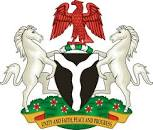 UNITY AND FAITH, PEACE AND PROGRESS